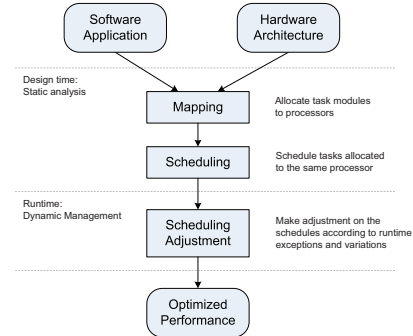 Software
Application
Hardware
Architecture
Design time:
Static analysis
Mapping
Allocate task modules
to processors
Scheduling
Schedule tasks allocated
to the same processor
Runtime:
Dynamic Management
Scheduling
Adjustment
Make adjustment on the
schedules according to runtime
exceptions and variations
Optimized
Performance